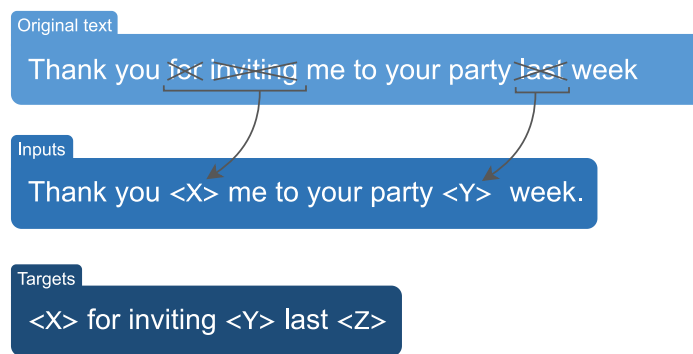 Original text
Thank you for inviting me to your party last week
Inputs
Thank you <X> me to your party <Y> week.
Targets
<X> for inviting <Y> last <Z>